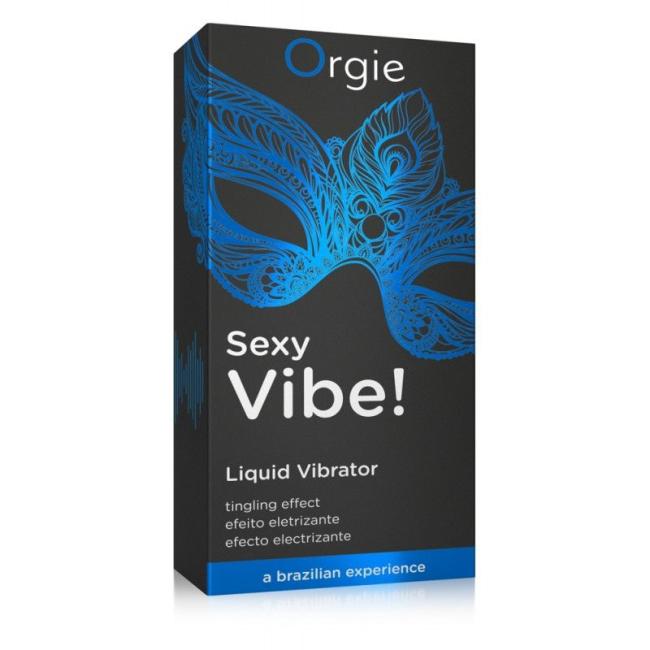 Orgie
Sexy
Vibe!
Liquid Vibrator
tingling effect
efeito eletrizante
efecto electrizante
a brazilian experience